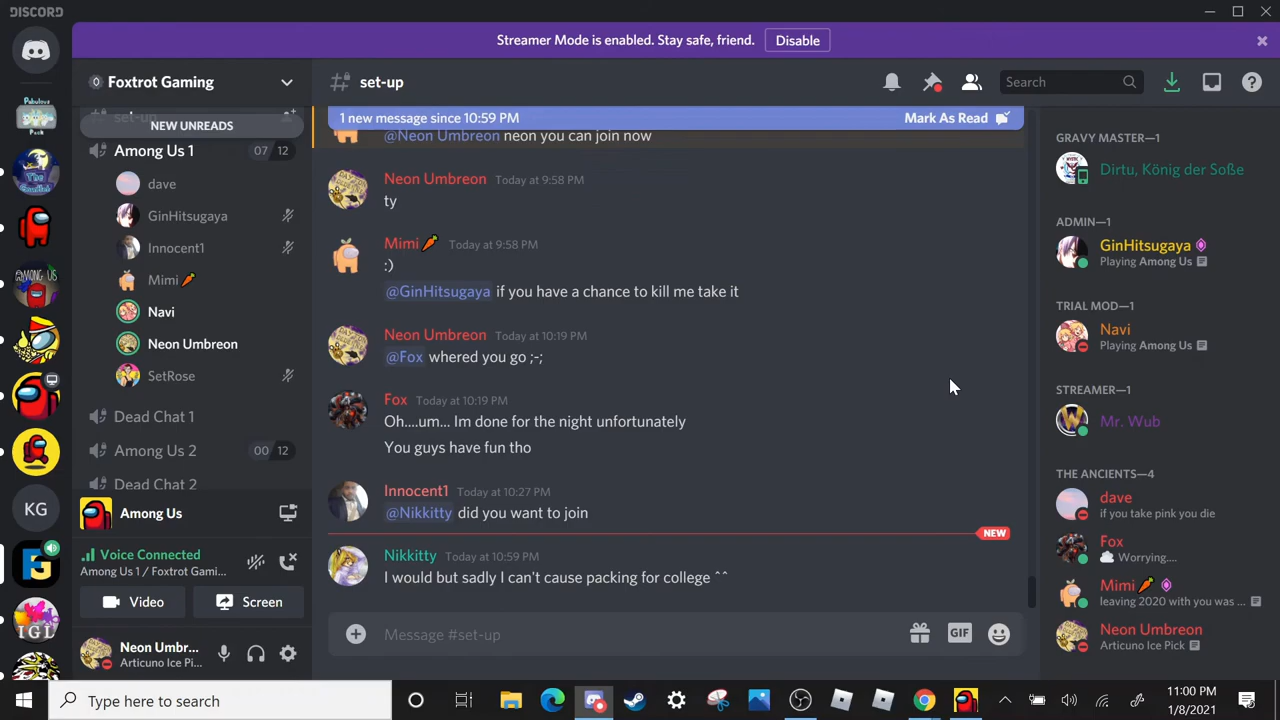 DISCORD
Streamer Mode is enabled. Stay safe, friend.
Disable
Pabulous
Pack
The
Gauntlet
AMONG US
KG
IGL
Foxtrot Gaming
set-up
NEW UNREADS
Among Us 1
07 12
dave
GinHitsugaya
Innocent1
Mimi
Navi
Neon Umbreon
SetRose
Dead Chat 1
Among Us 2
00 12
Dead Chat 2
Among Us
Voice Connected
Among Us 1 / Foxtrot Gami...
Video
Screen
Neon Umbr...
Articuno Ice Pi...
# set-up
Search
1 new message since 10:59 PM
Mark As Read
@Neon Umbreon neon you can join now
Neon Umbreon Today at 9:58 PM
ty
Mimi Today at 9:58 PM
:)
@GinHitsugaya if you have a chance to kill me take it
Neon Umbreon Today at 10:19 PM
@Fox whered you go ;-;
Fox Today at 10:19 PM
Oh....um... Im done for the night unfortunately
You guys have fun tho
Innocent1 Today at 10:27 PM
@Nikkitty did you want to join
NEW
Nikkitty Today at 10:59 PM
I would but sadly I can't cause packing for college ^^
Message #set-up
GIF
GRAVY MASTER—1
Dirtu, König der Soße
ADMIN—1
GinHitsugaya
Playing Among Us
TRIAL MOD—1
Navi
Playing Among Us
STREAMER—1
Mr. Wub
THE ANCIENTS—4
dave
if you take pink you die
Fox
Worrying....
Mimi
leaving 2020 with you was ...
Neon Umbreon
Articuno Ice Pick
Type here to search
11:00 PM
1/8/2021